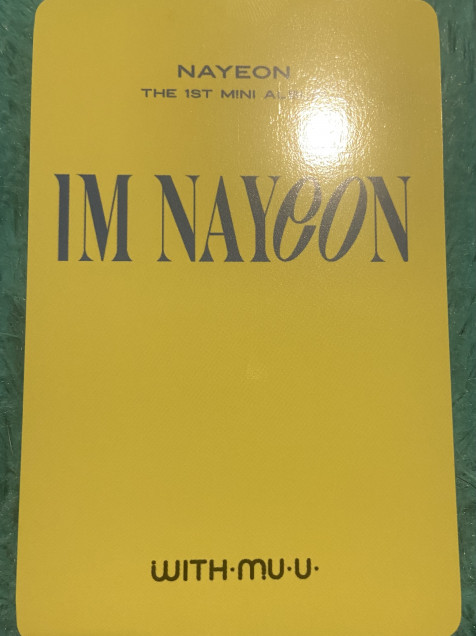 NAYEON
THE 1ST MINI
IM NAYEON
WITH·MU·U·